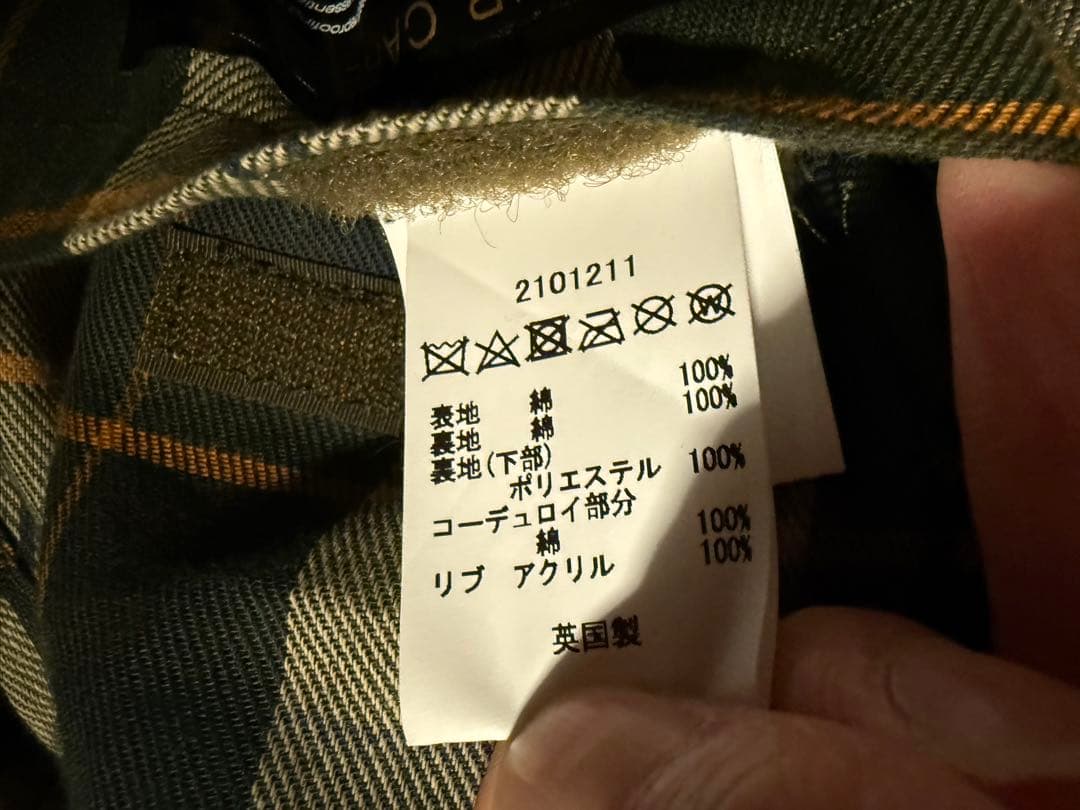 2101211
表地 綿 100%
裏地 綿 100%
裏地(下部)
ポリエステル 100%
コーデュロイ部分
綿 100%
リブ アクリル 100%
英国製